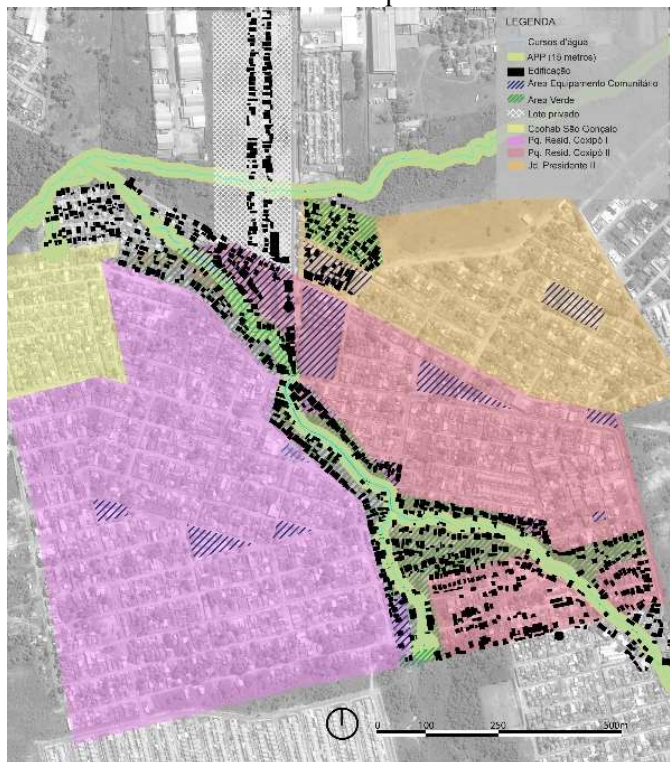 LEGENDA
Cursos d'água
APP (15 metros)
Edificação
Área Equipamento Comunitário
Área Verde
Lote privado
Coohab São Gonçalo
Pq. Resid. Coxipó I
Pq. Resid. Coxipó II
Jd. Presidente II
0 100 250 500m